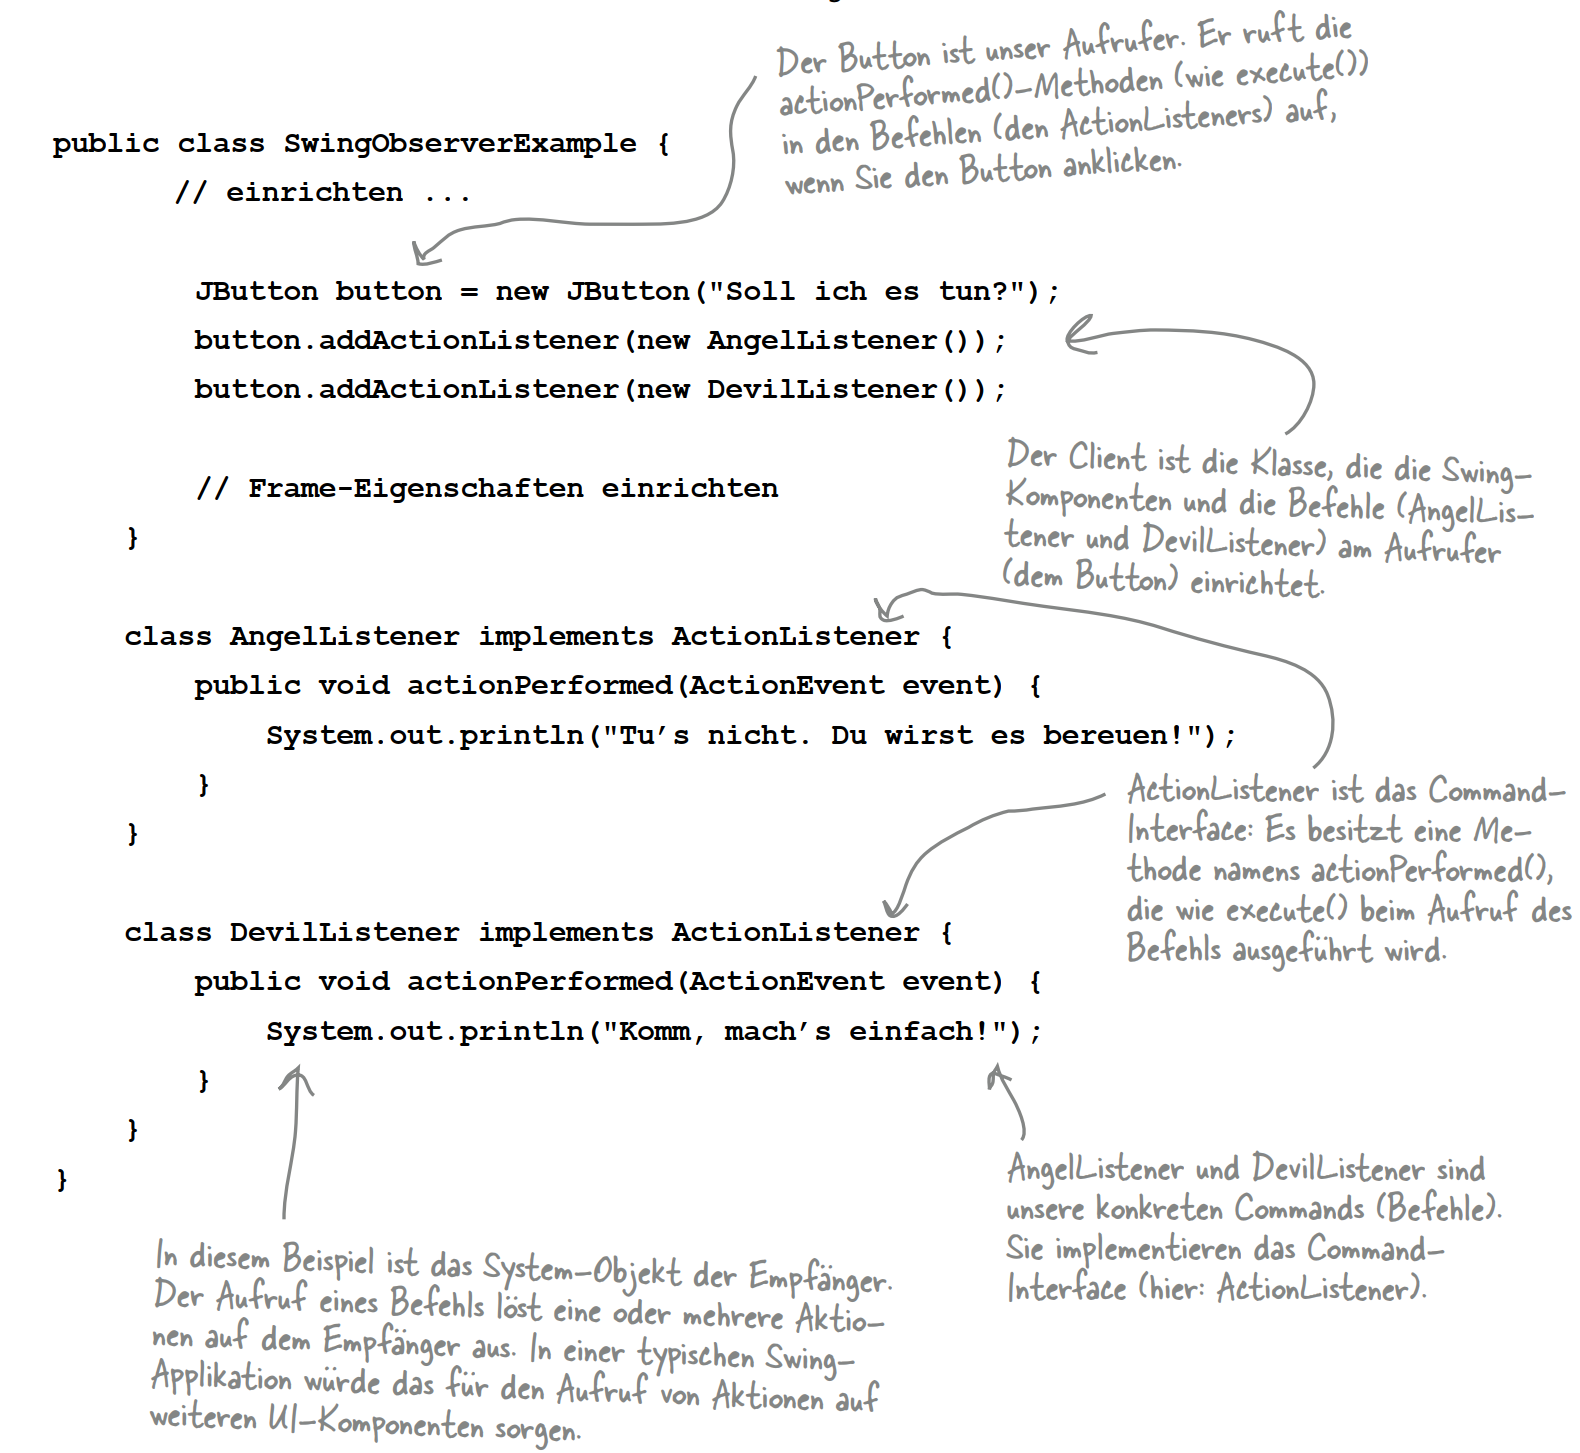 Der Button ist unser Aufrufer. Er ruft die
actionPerformed()-Methoden (wie execute())
in den Befehlen (den ActionListeners) auf,
wenn Sie den Button anklicken.
public class SwingObserverExample {
// einrichten ...
JButton button = new JButton("Soll ich es tun?");
button.addActionListener(new AngelListener());
button.addActionListener(new DevilListener());
Der Client ist die Klasse, die die Swing-
Komponenten und die Befehle (AngelLis-
tener und DevilListener) am Aufrufer
(dem Button) einrichtet.
// Frame-Eigenschaften einrichten
}
class AngelListener implements ActionListener {
public void actionPerformed(ActionEvent event) {
System.out.println("Tu’s nicht. Du wirst es bereuen!");
}
}
ActionListener ist das Command-
Interface: Es besitzt eine Me-
thode namens actionPerformed(),
die wie execute() beim Aufruf des
Befehls ausgeführt wird.
class DevilListener implements ActionListener {
public void actionPerformed(ActionEvent event) {
System.out.println("Komm, mach’s einfach!");
}
}
}
AngelListener und DevilListener sind
unsere konkreten Commands (Befehle).
Sie implementieren das Command-
Interface (hier: ActionListener).
In diesem Beispiel ist das System-Objekt der Empfänger.
Der Aufruf eines Befehls löst eine oder mehrere Aktio-
nen auf dem Empfänger aus. In einer typischen Swing-
Applikation würde das für den Aufruf von Aktionen auf
weiteren UI-Komponenten sorgen.